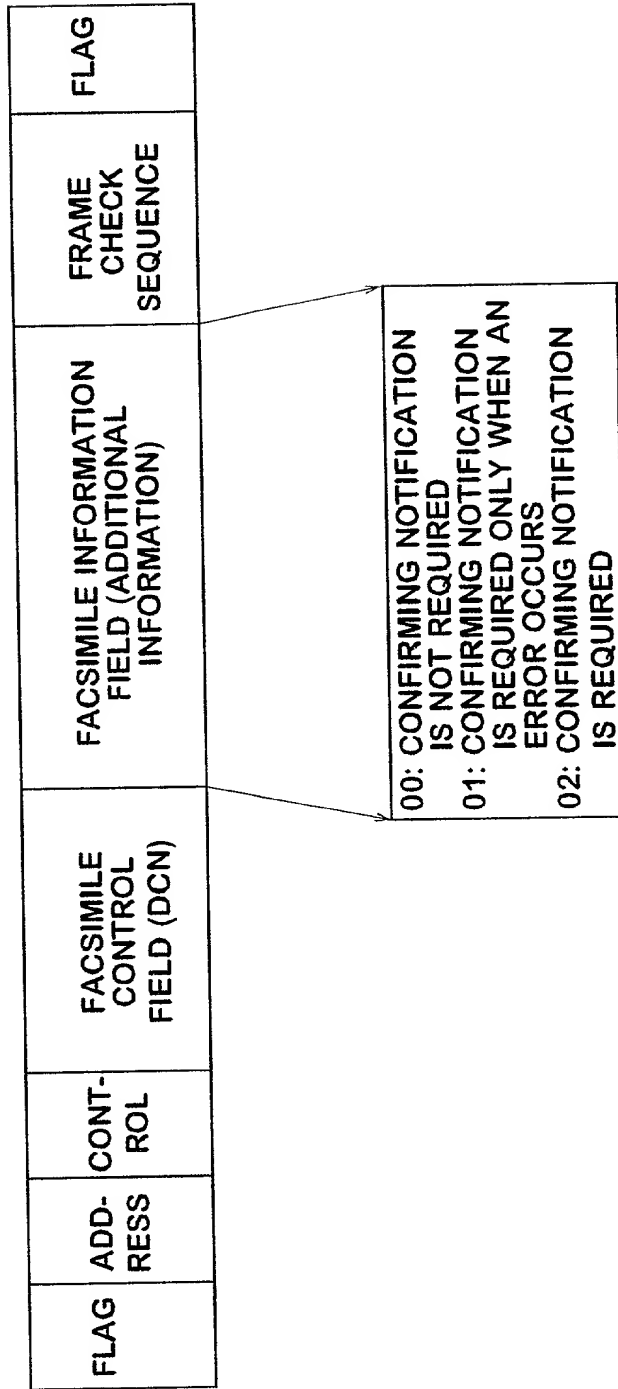 FLAG
ADD-
RESS
CONT-
ROL
FACSIMILE
CONTROL
FIELD (DCN)
FACSIMILE INFORMATION
FIELD (ADDITIONAL
INFORMATION)
FRAME
CHECK
SEQUENCE
FLAG
00: CONFIRMING NOTIFICATION
IS NOT REQUIRED
01: CONFIRMING NOTIFICATION
IS REQUIRED ONLY WHEN AN
ERROR OCCURS
02: CONFIRMING NOTIFICATION
IS REQUIRED